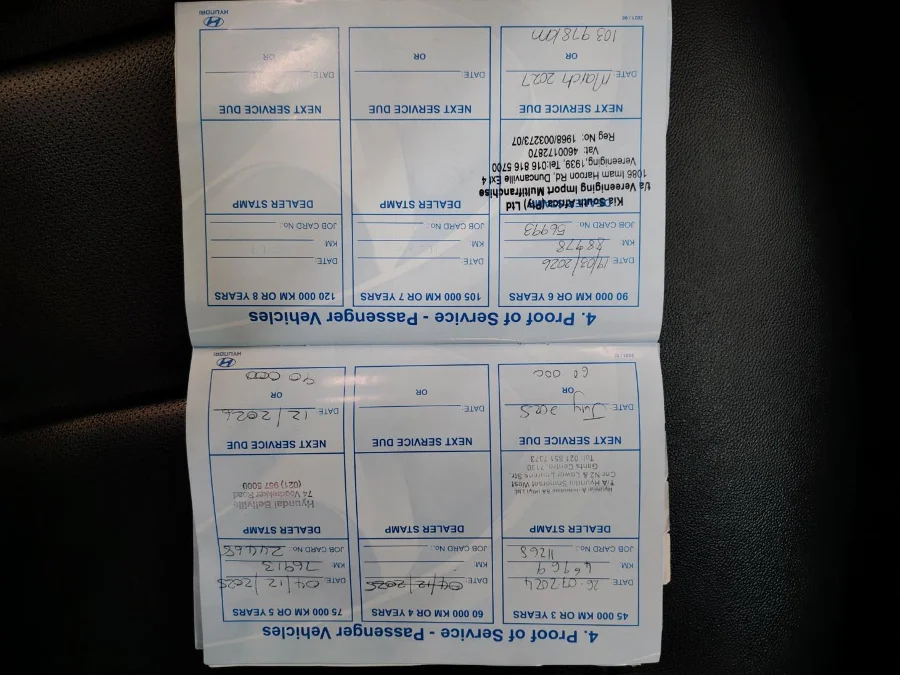 4. Proof of Service - Passenger Vehicles
45 000 KM OR 3 YEARS
DATE: 26-07 2024
KM: 46769
JOB CARD No.: 11268
DEALER STAMP
T/A Hyundai Somerset West
Cnr N2 & Lower Lourens Str.
Gants Centre, 7130
Tel: 021 851 7373
NEXT SERVICE DUE
DATE: July 2025
OR
60 000
60 000 KM OR 4 YEARS
DATE: 04/12/2025
KM:
JOB CARD No.:
DEALER STAMP
NEXT SERVICE DUE
DATE:
OR
75 000 KM OR 5 YEARS
DATE: 04/12/2025
KM: 76913
JOB CARD No.: 24468
DEALER STAMP
Hyundai Bellville
74 Voortrekker Road
(021) 957 5000
NEXT SERVICE DUE
DATE: 12/2026
OR
90 000
HYUNDAI
4. Proof of Service - Passenger Vehicles
90 000 KM OR 6 YEARS
DATE: 19/03/2026
KM: 88978
JOB CARD No.: 56993
DEALER STAMP
Kia South Africa (Pty) Ltd
t/a Vereeniging Import Multifranchise
1086 Imam Haroon Rd, Duncanville Ext 4
Vereeniging, 1939, Tel:016 816 5700
Vat: 4600172870
Reg No: 1968/003273/07
NEXT SERVICE DUE
DATE: March 2027
OR
103 978 km
105 000 KM OR 7 YEARS
DATE:
KM:
JOB CARD No.:
DEALER STAMP
NEXT SERVICE DUE
DATE:
OR
120 000 KM OR 8 YEARS
DATE:
KM:
JOB CARD No.:
DEALER STAMP
NEXT SERVICE DUE
DATE:
OR
HYUNDAI